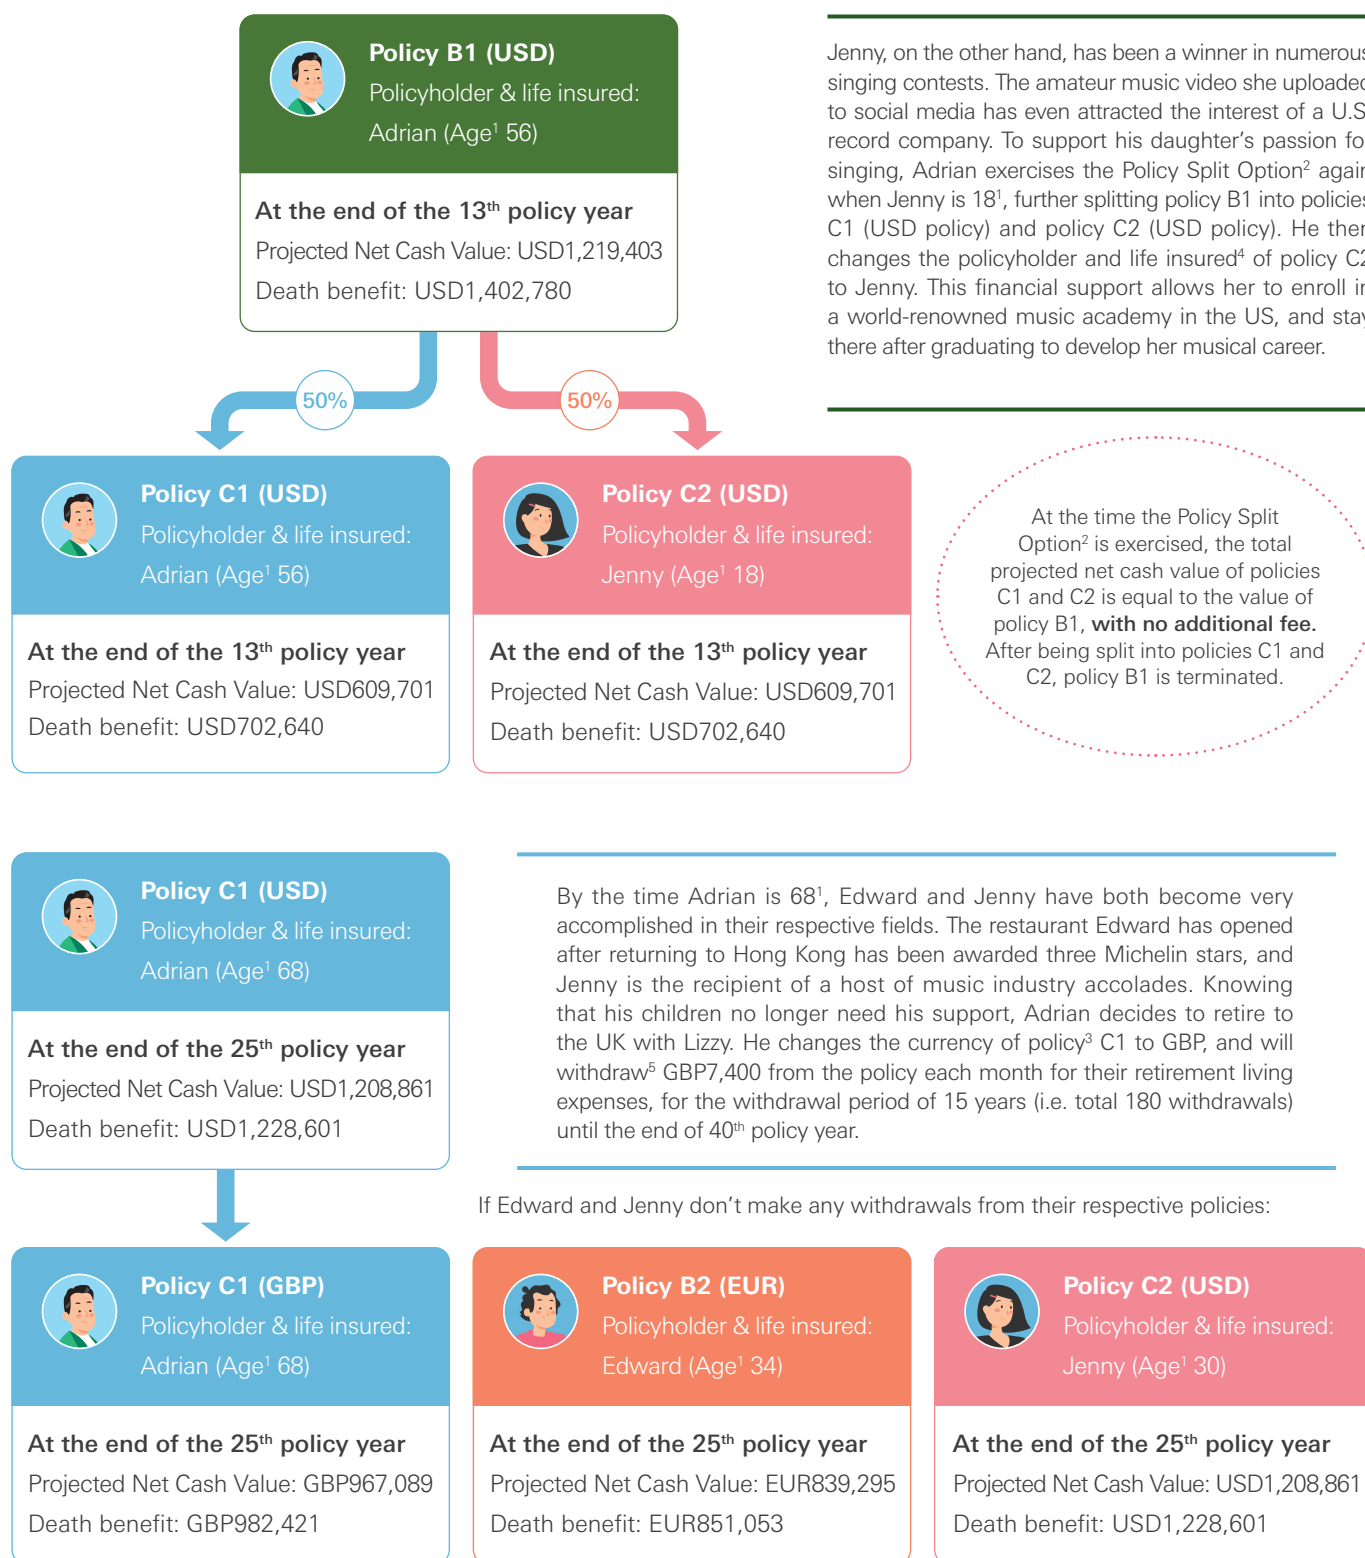 Policy B1 (USD)
Policyholder & life insured:
Adrian (Age¹ 56)
At the end of the 13th policy year
Projected Net Cash Value: USD1,219,403
Death benefit: USD1,402,780
Jenny, on the other hand, has been a winner in numerous
singing contests. The amateur music video she uploaded
to social media has even attracted the interest of a U.S
record company. To support his daughter's passion fo
singing, Adrian exercises the Policy Split Option² again
when Jenny is 18¹, further splitting policy B1 into policies
C1 (USD policy) and policy C2 (USD policy). He then
changes the policyholder and life insured⁴ of policy C2
to Jenny. This financial support allows her to enroll in
a world-renowned music academy in the US, and stay
there after graduating to develop her musical career.
50%
50%
Policy C1 (USD)
Policyholder & life insured:
Adrian (Age¹ 56)
At the end of the 13th policy year
Projected Net Cash Value: USD609,701
Death benefit: USD702,640
Policy C2 (USD)
Policyholder & life insured:
Jenny (Age¹ 18)
At the end of the 13th policy year
Projected Net Cash Value: USD609,701
Death benefit: USD702,640
At the time the Policy Split
Option² is exercised, the total
projected net cash value of policies
C1 and C2 is equal to the value of
policy B1, with no additional fee.
After being split into policies C1 and
C2, policy B1 is terminated.
Policy C1 (USD)
Policyholder & life insured:
Adrian (Age¹ 68)
At the end of the 25th policy year
Projected Net Cash Value: USD1,208,861
Death benefit: USD1,228,601
By the time Adrian is 68¹, Edward and Jenny have both become very
accomplished in their respective fields. The restaurant Edward has opened
after returning to Hong Kong has been awarded three Michelin stars, and
Jenny is the recipient of a host of music industry accolades. Knowing
that his children no longer need his support, Adrian decides to retire to
the UK with Lizzy. He changes the currency of policy³ C1 to GBP, and will
withdraw⁵ GBP7,400 from the policy each month for their retirement living
expenses, for the withdrawal period of 15 years (i.e. total 180 withdrawals)
until the end of 40th policy year.
If Edward and Jenny don't make any withdrawals from their respective policies:
Policy C1 (GBP)
Policyholder & life insured:
Adrian (Age¹ 68)
At the end of the 25th policy year
Projected Net Cash Value: GBP967,089
Death benefit: GBP982,421
Policy B2 (EUR)
Policyholder & life insured:
Edward (Age¹ 34)
At the end of the 25th policy year
Projected Net Cash Value: EUR839,295
Death benefit: EUR851,053
Policy C2 (USD)
Policyholder & life insured:
Jenny (Age¹ 30)
At the end of the 25th policy year
Projected Net Cash Value: USD1,208,861
Death benefit: USD1,228,601